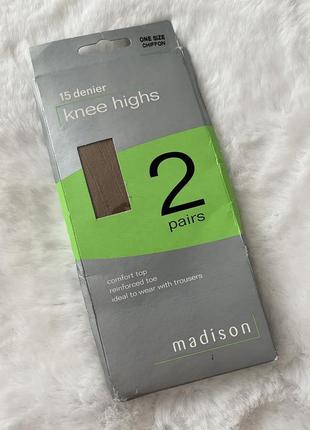 ONE SIZE
CHIFFON
15 denier
knee highs
2
pairs
comfort top
reinforced toe
ideal to wear with trousers
madison